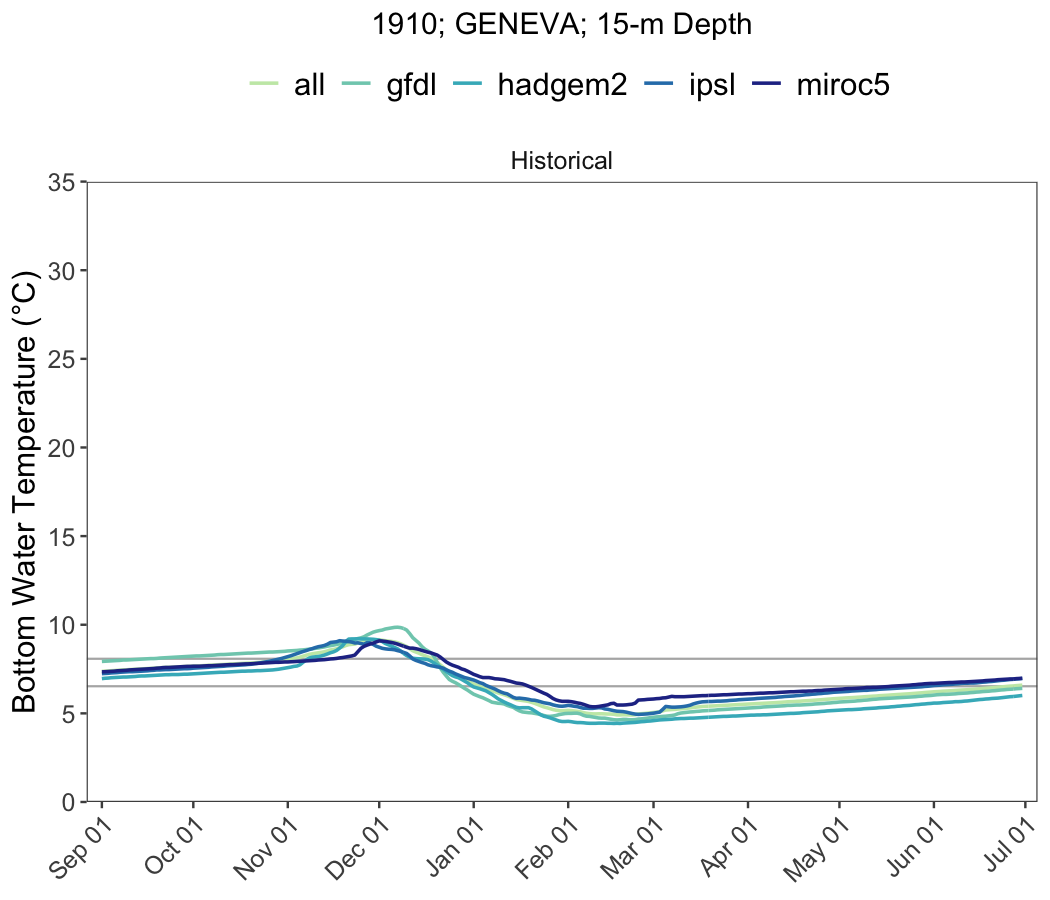 1910; GENEVA; 15-m Depth
all gfdl hadgem2 ipsl miroc5
Historical
Bottom Water Temperature (°C)
35
30
25
20
15
10
5
0
Sep 01 Oct 01 Nov 01 Dec 01 Jan 01 Feb 01 Mar 01 Apr 01 May 01 Jun 01 Jul 01